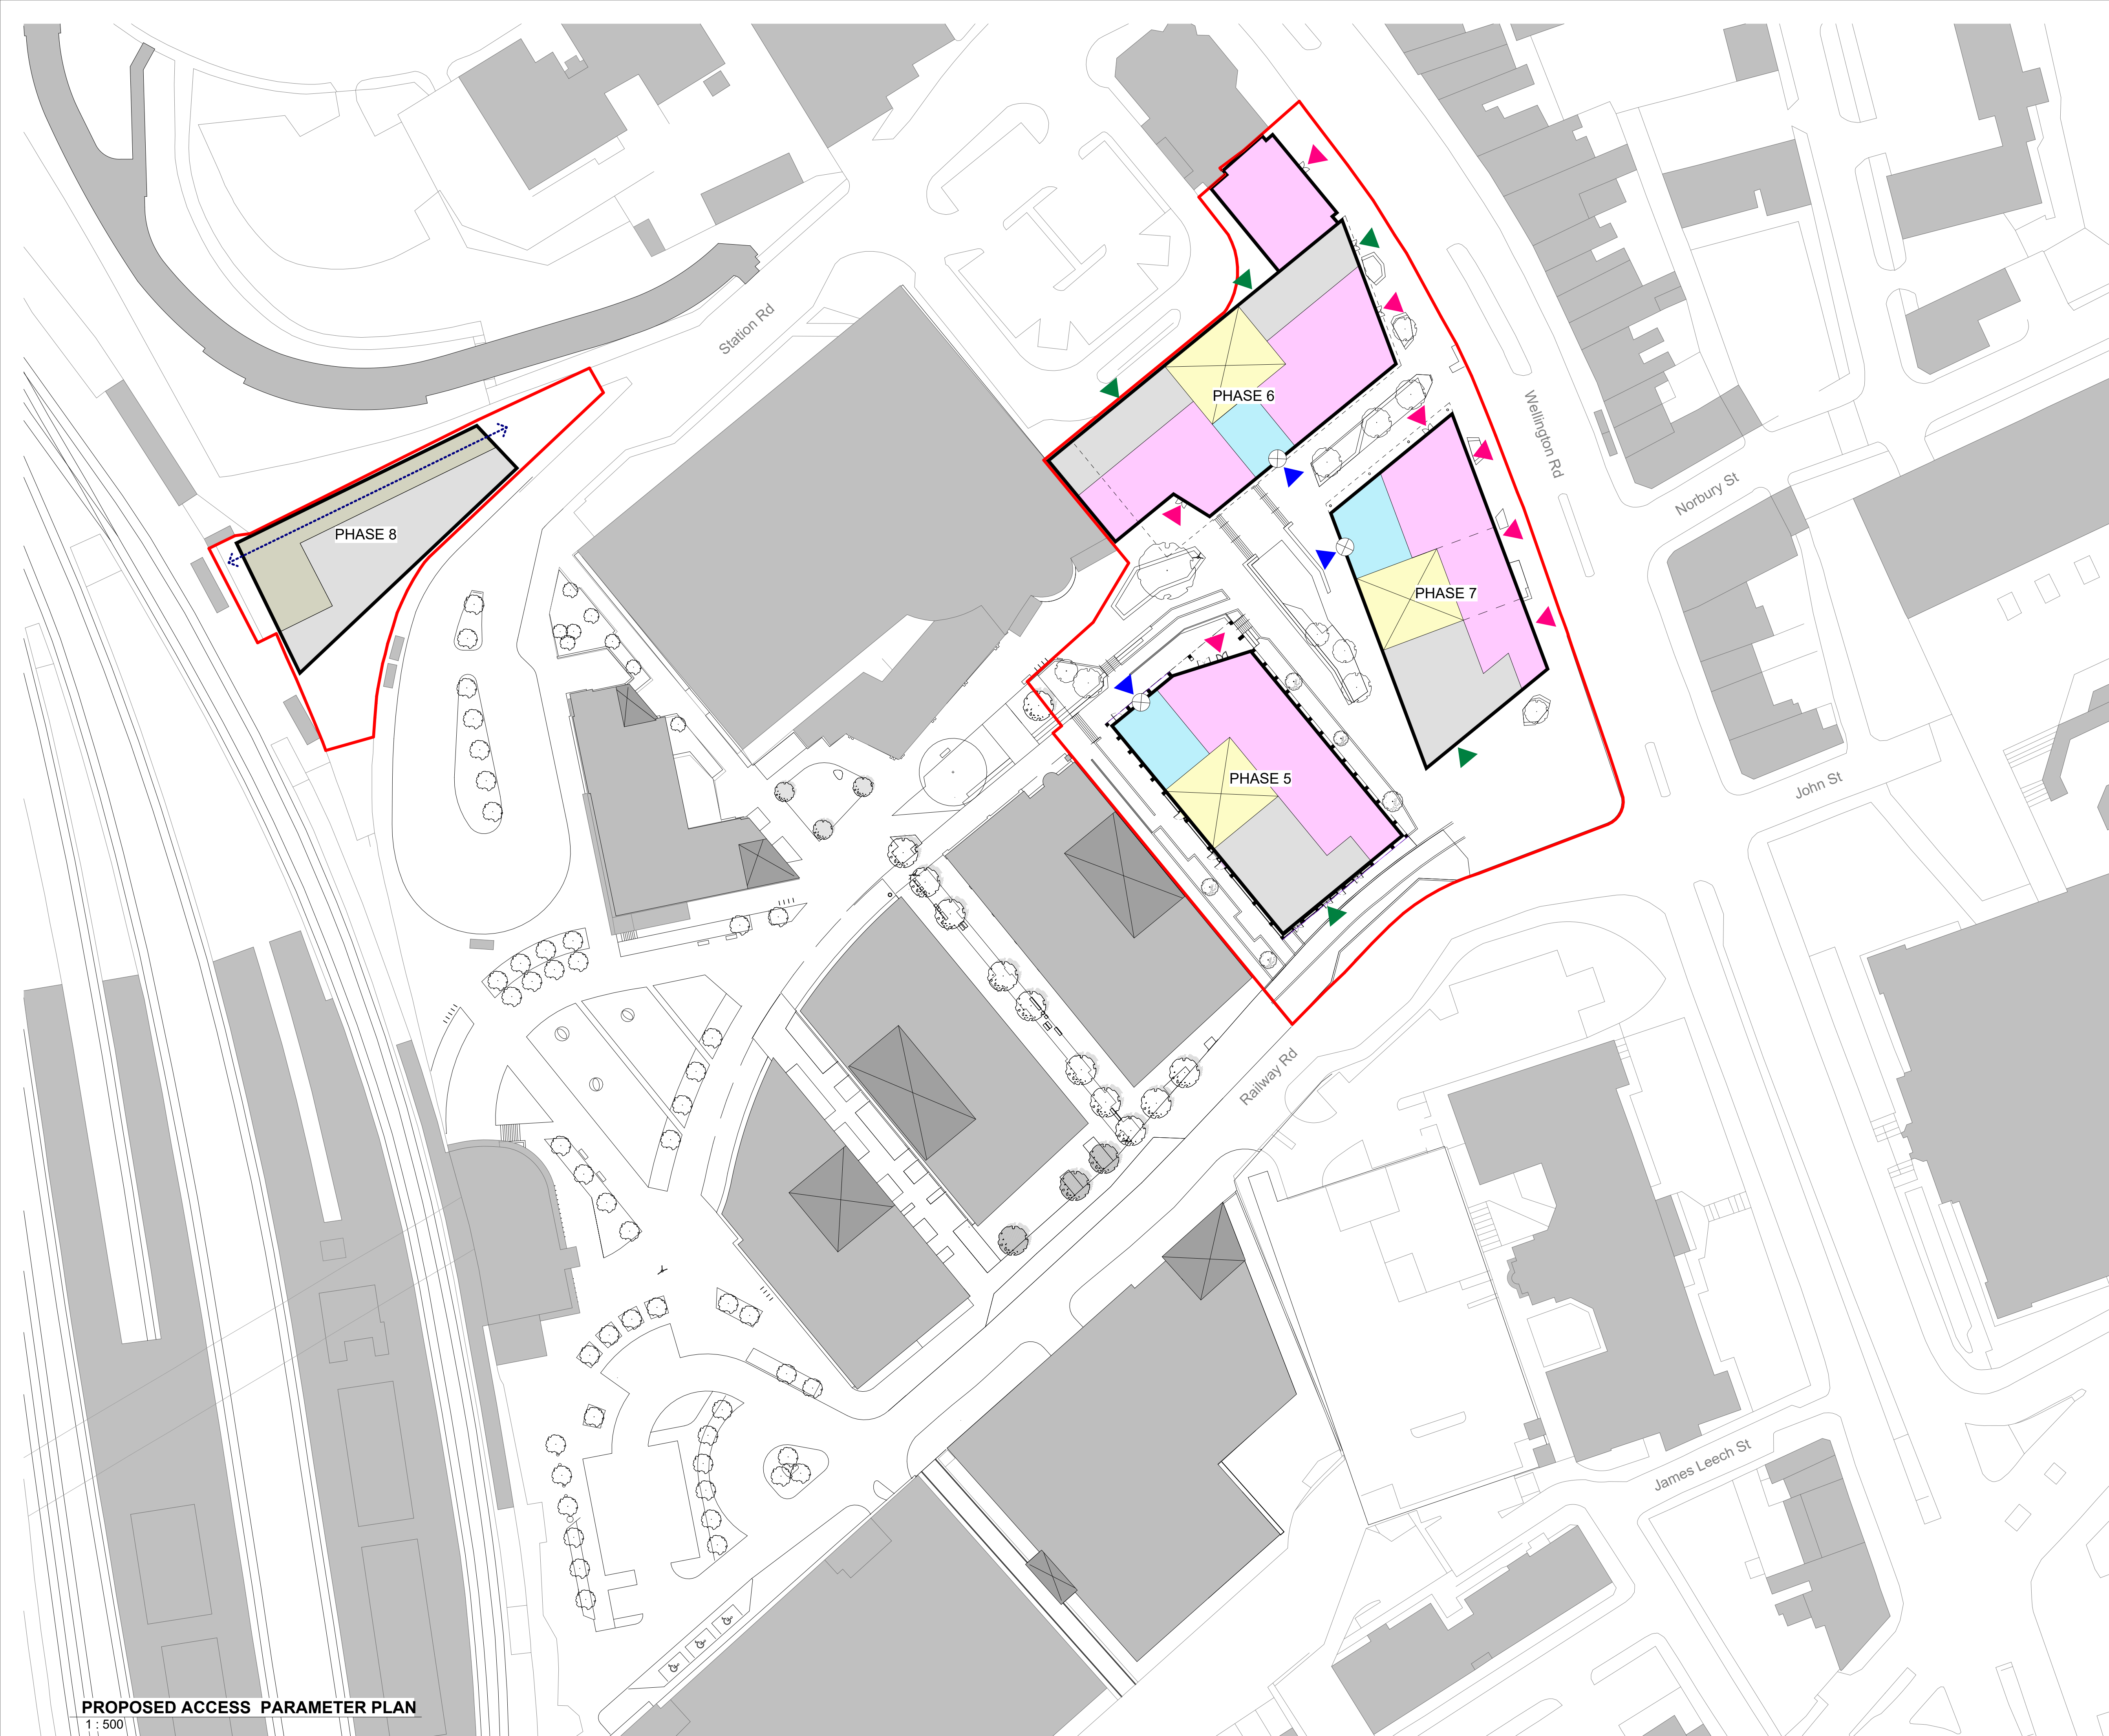 Station Rd
PHASE 6
Wellington Rd
Norbury St
PHASE 8
PHASE 7
PHASE 5
John St
Railway Rd
James Leech St
PROPOSED ACCESS PARAMETER PLAN
1 : 500